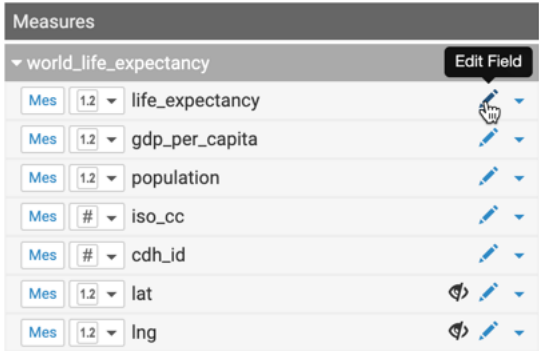 Measures
world_life_expectancy
Edit Field
Mes 1.2 life_expectancy
Mes 1.2 gdp_per_capita
Mes 1.2 population
Mes # iso_cc
Mes # cdh_id
Mes 1.2 lat
Mes 1.2 lng